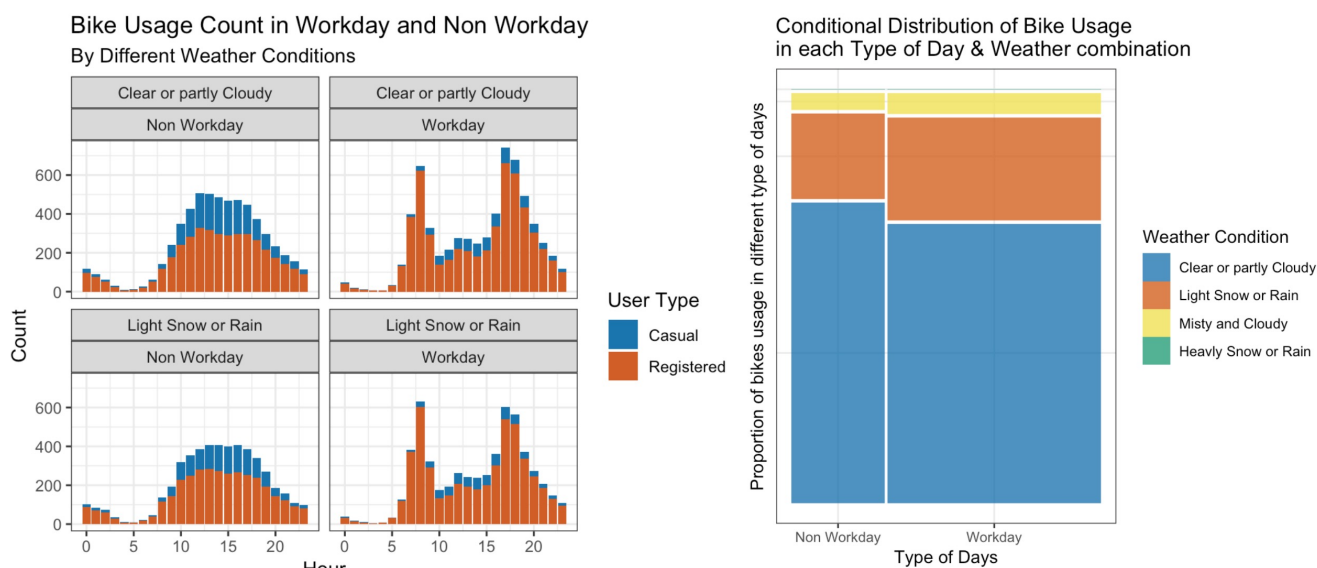 Bike Usage Count in Workday and Non Workday
By Different Weather Conditions
Clear or partly Cloudy
Non Workday
Clear or partly Cloudy
Workday
600
400
200
0
Light Snow or Rain
Non Workday
Light Snow or Rain
Workday
600
400
200
0
0 5 10 15 20
0 5 10 15 20
Count
Hour
User Type
Casual
Registered
Conditional Distribution of Bike Usage
in each Type of Day & Weather combination
Proportion of bikes usage in different type of days
Non Workday
Workday
Type of Days
Weather Condition
Clear or partly Cloudy
Light Snow or Rain
Misty and Cloudy
Heavly Snow or Rain